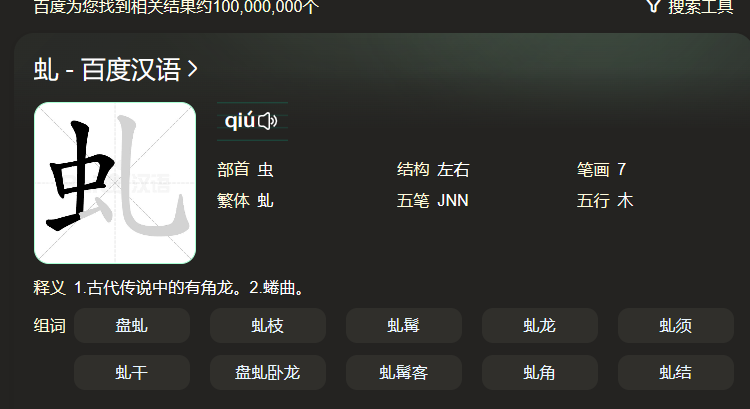 百度为您找到相关结果约100,000,000个 搜索工具
虬 - 百度汉语
qiú
部首 虫 结构 左右 笔画 7
繁体 虬 五笔 JNN 五行 木
释义 1.古代传说中的有角龙。2.蜷曲。
组词 盘虬 虬枝 虬髯 虬龙 虬须
虬干 盘虬卧龙 虬髯客 虬角 虬结